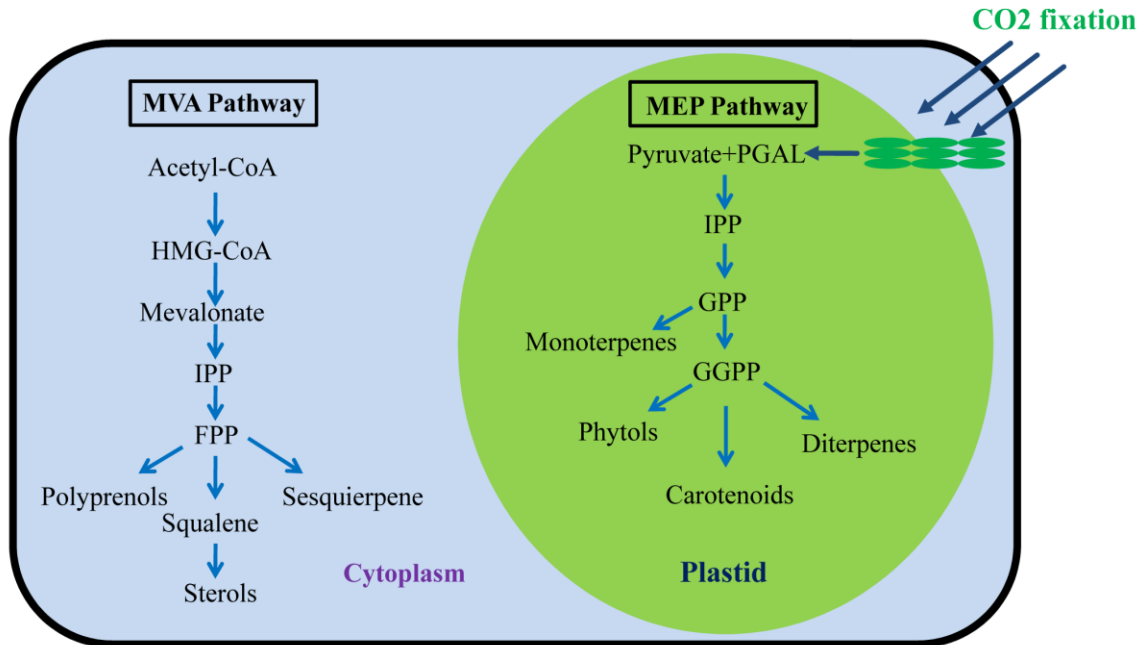 CO2 fixation
MVA Pathway
Acetyl-CoA
HMG-CoA
Mevalonate
IPP
FPP
Polyprenols
Sesquierpene
Squalene
Sterols
Cytoplasm
MEP Pathway
Pyruvate+PGAL
IPP
GPP
Monoterpenes
GGPP
Phytols
Diterpenes
Carotenoids
Plastid